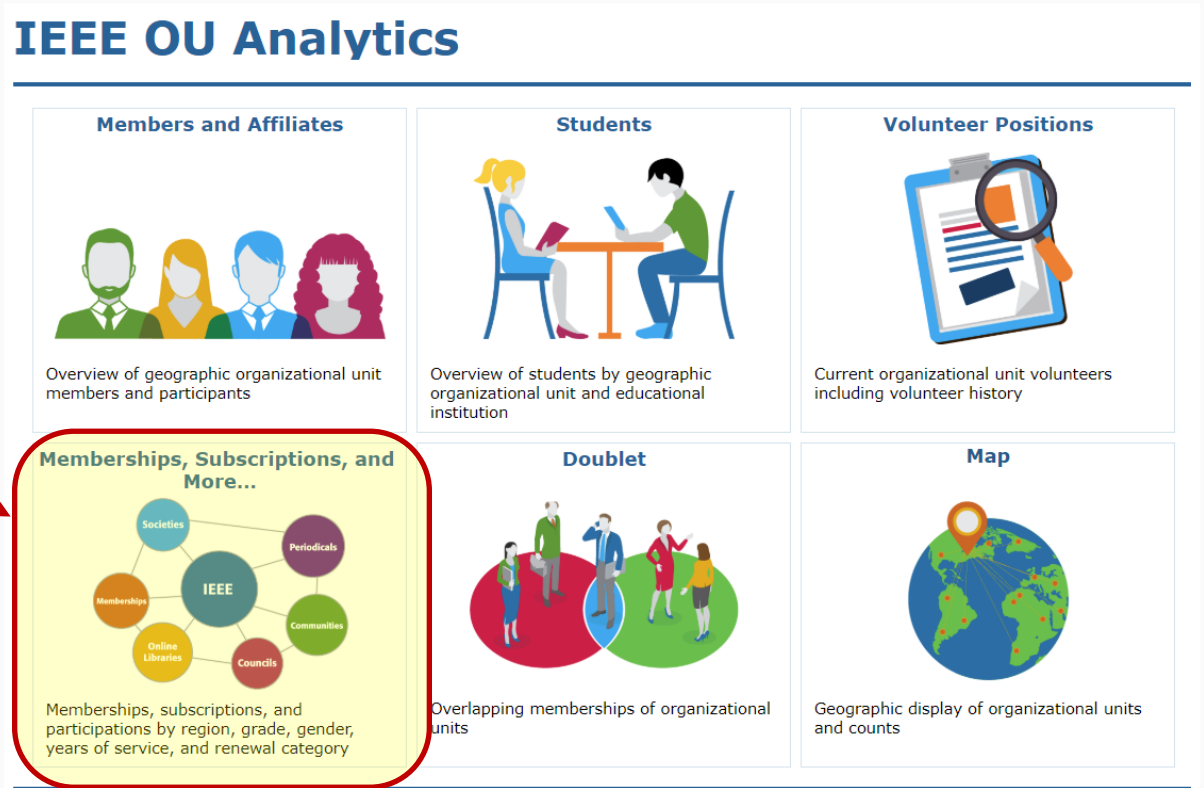 IEEE OU Analytics
Members and Affiliates
Overview of geographic organizational unit
members and participants
Students
Overview of students by geographic
organizational unit and educational
institution
Volunteer Positions
Current organizational unit volunteers
including volunteer history
Memberships, Subscriptions, and
More...
Societies
Periodicals
IEEE
Memberships
Communities
Online
Libraries
Councils
Memberships, subscriptions, and
participations by region, grade, gender,
years of service, and renewal category
Doublet
Overlapping memberships of organizational
units
Map
Geographic display of organizational units
and counts